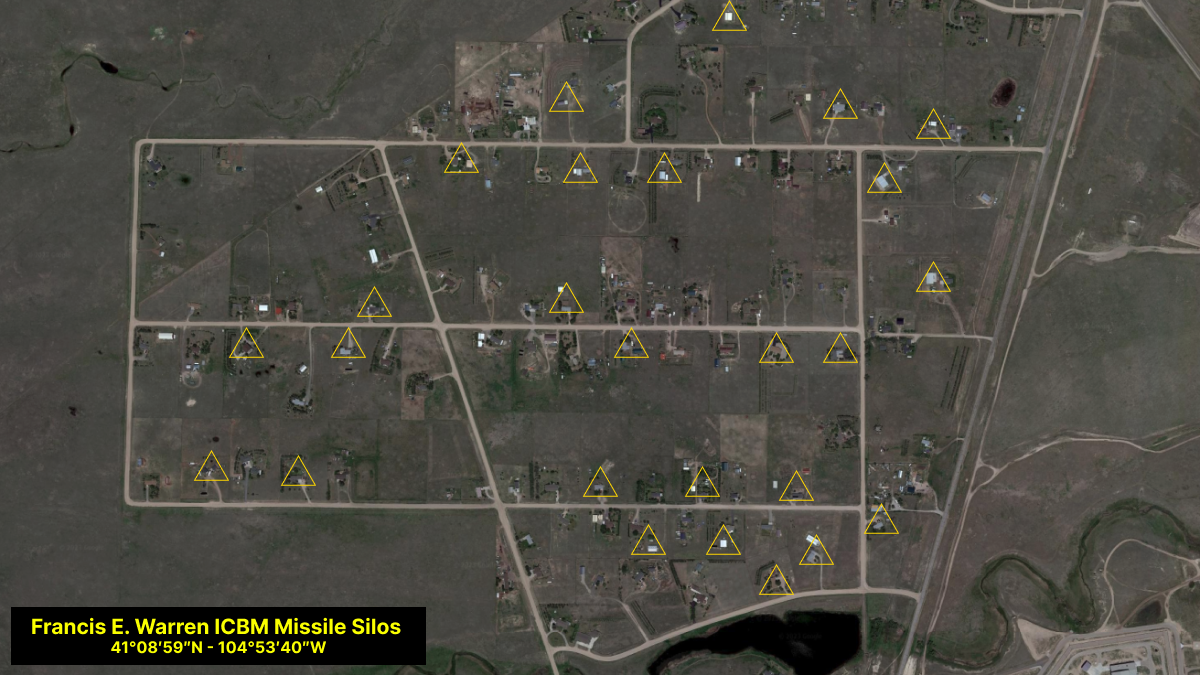 Francis E. Warren ICBM Missile Silos
41°08′59″N - 104°53′40″W